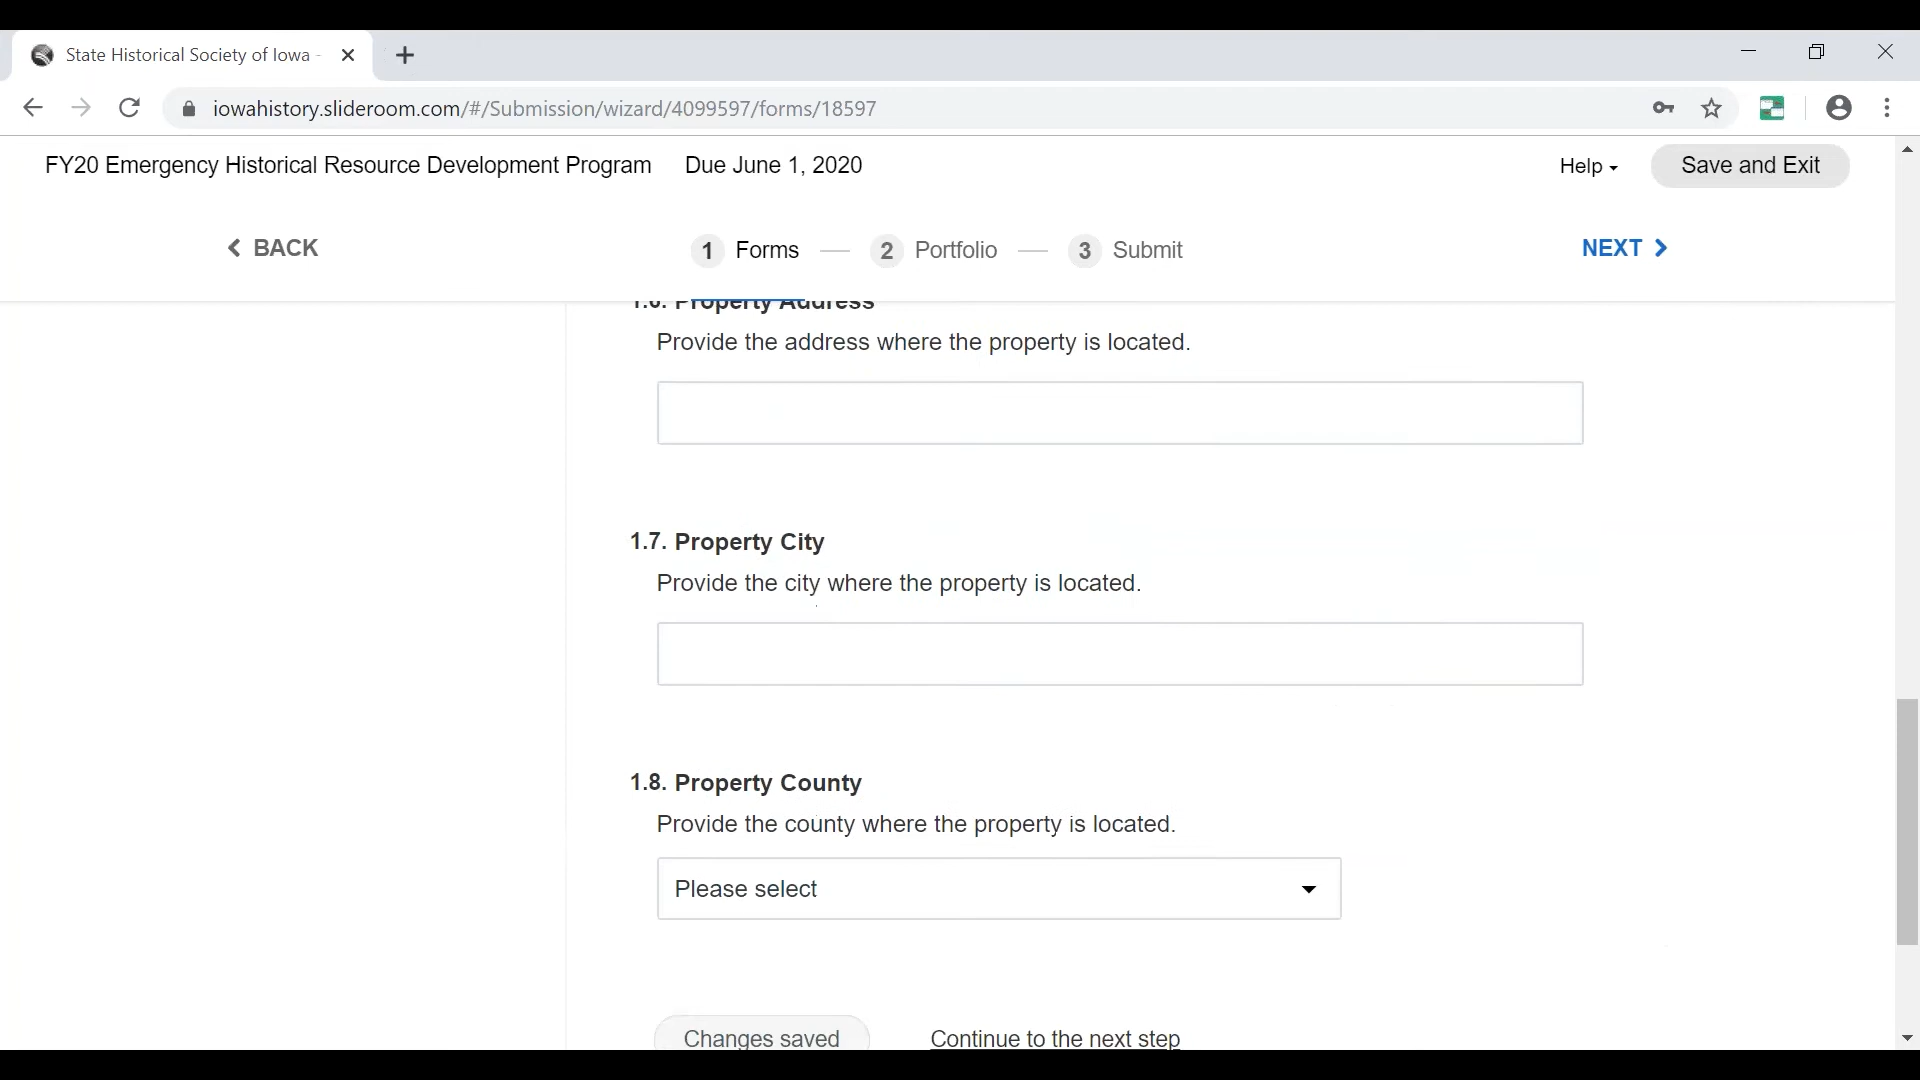 State Historical Society of Iowa -
iowahistory.slideroom.com/#/Submission/wizard/4099597/forms/18597
FY20 Emergency Historical Resource Development Program Due June 1, 2020 Help Save and Exit
BACK 1 Forms 2 Portfolio 3 Submit NEXT
1.6. Property Address
Provide the address where the property is located.
1.7. Property City
Provide the city where the property is located.
1.8. Property County
Provide the county where the property is located.
Please select
Changes saved Continue to the next step